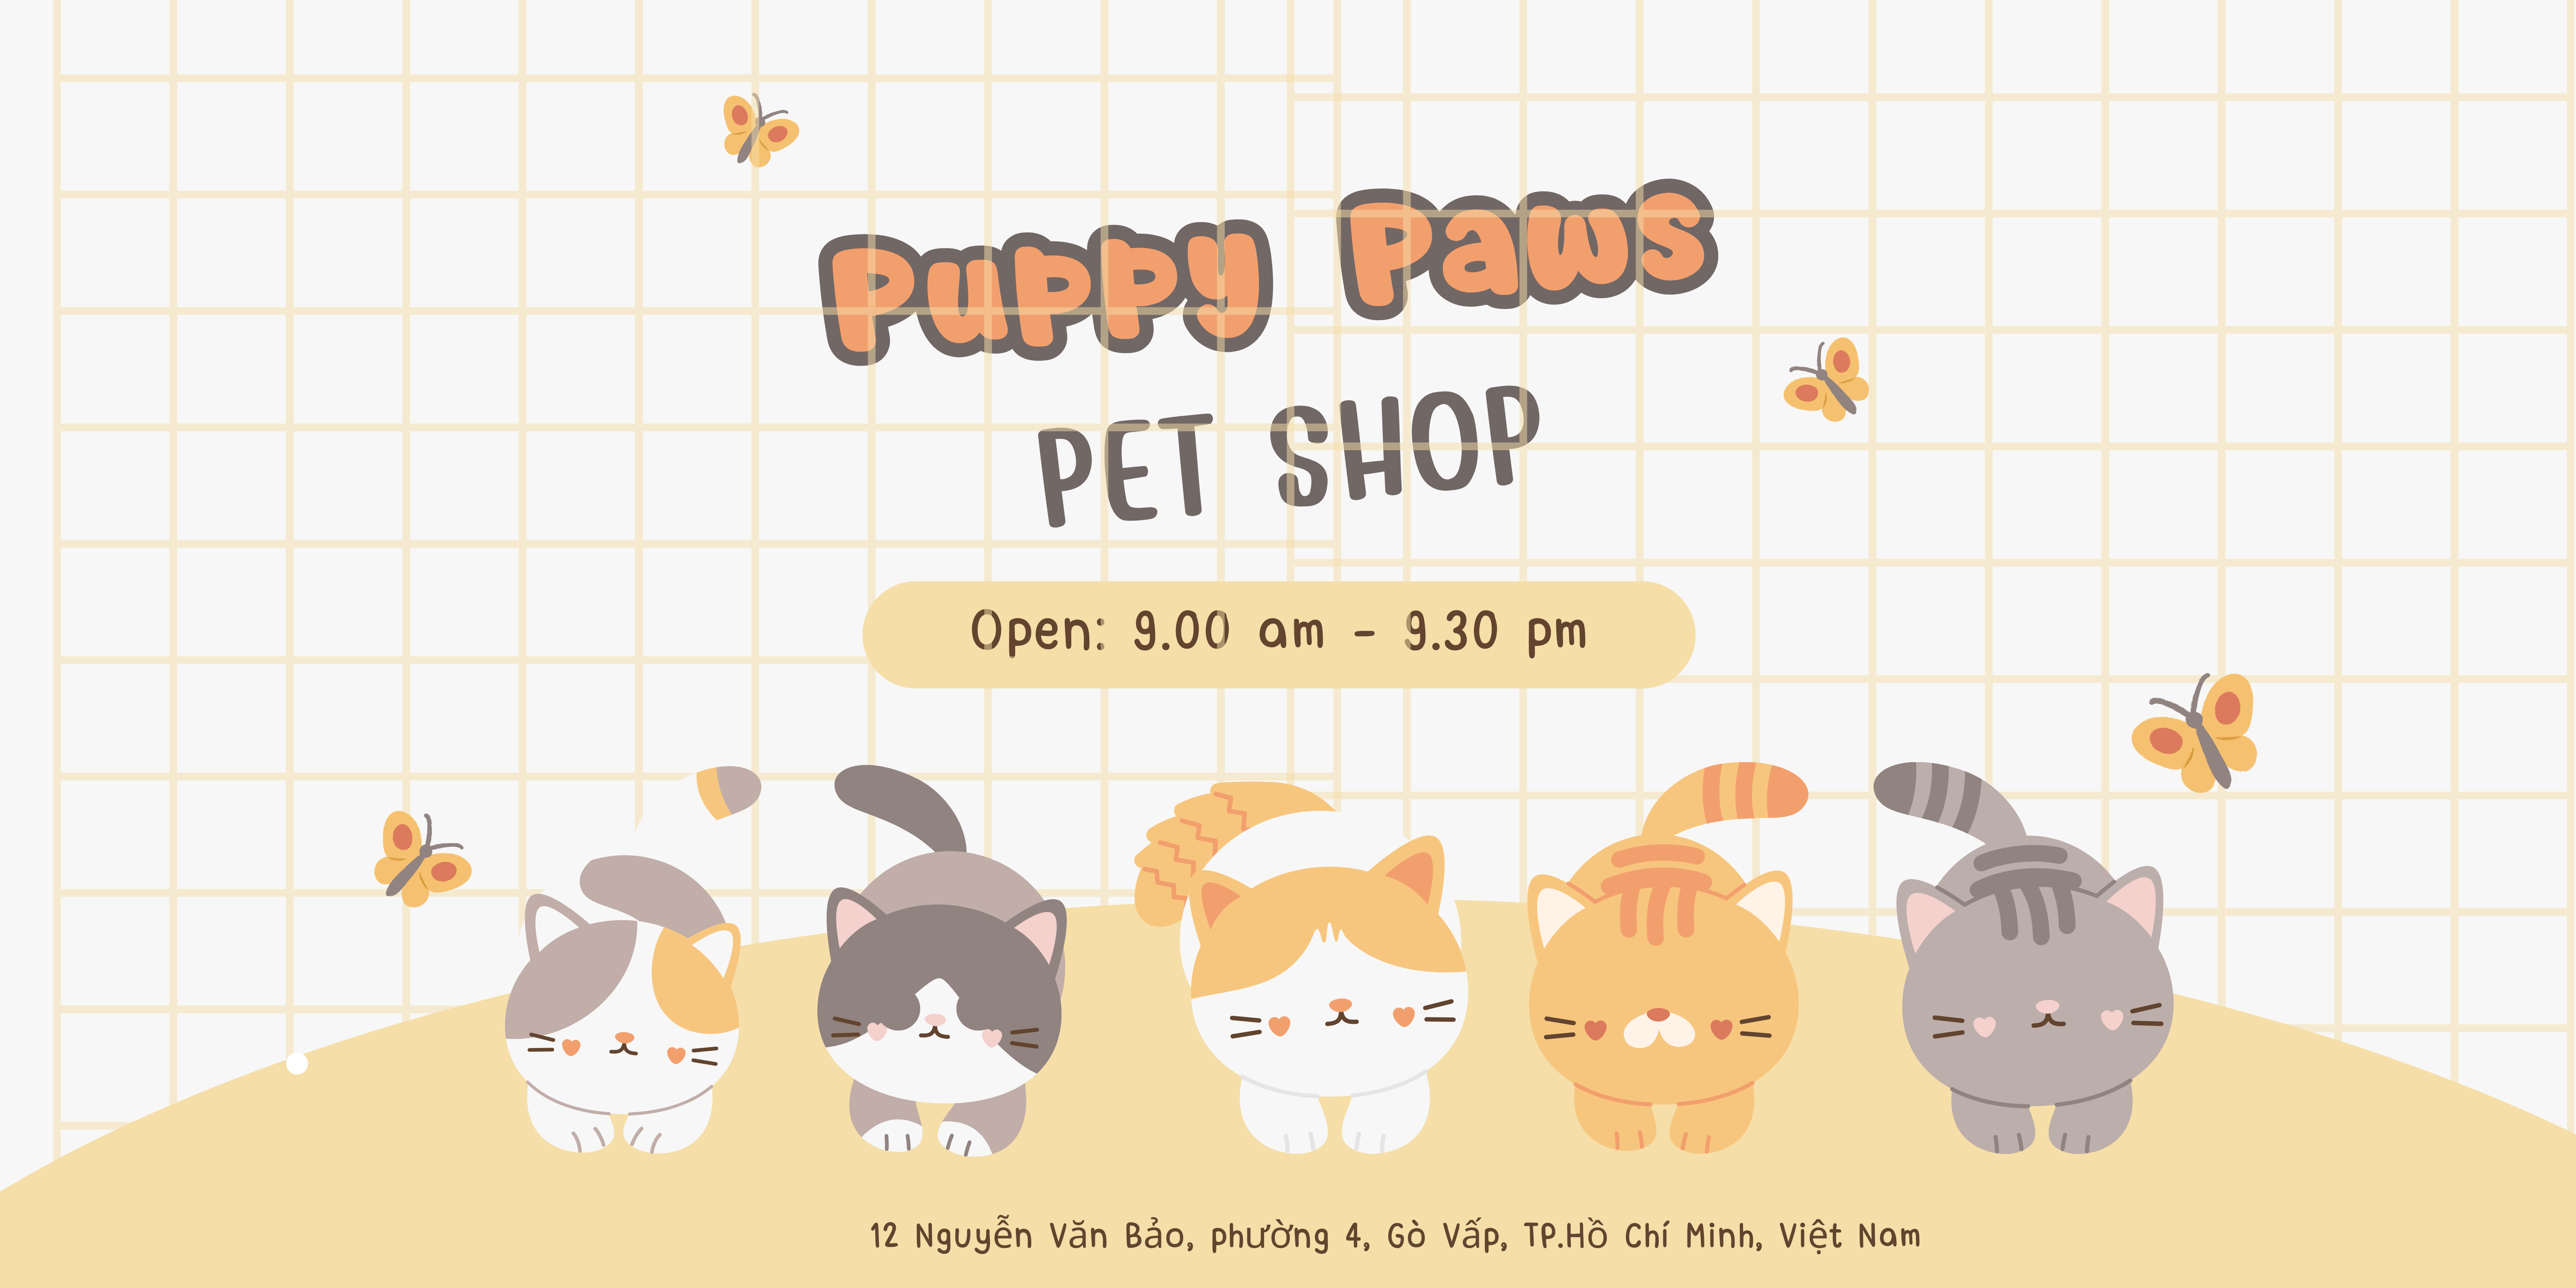 Puppy Paws
PET SHOP
Open: 9.00 am - 9.30 pm
12 Nguyễn Văn Bảo, phường 4, Gò Vấp, TP.Hồ Chí Minh, Việt Nam